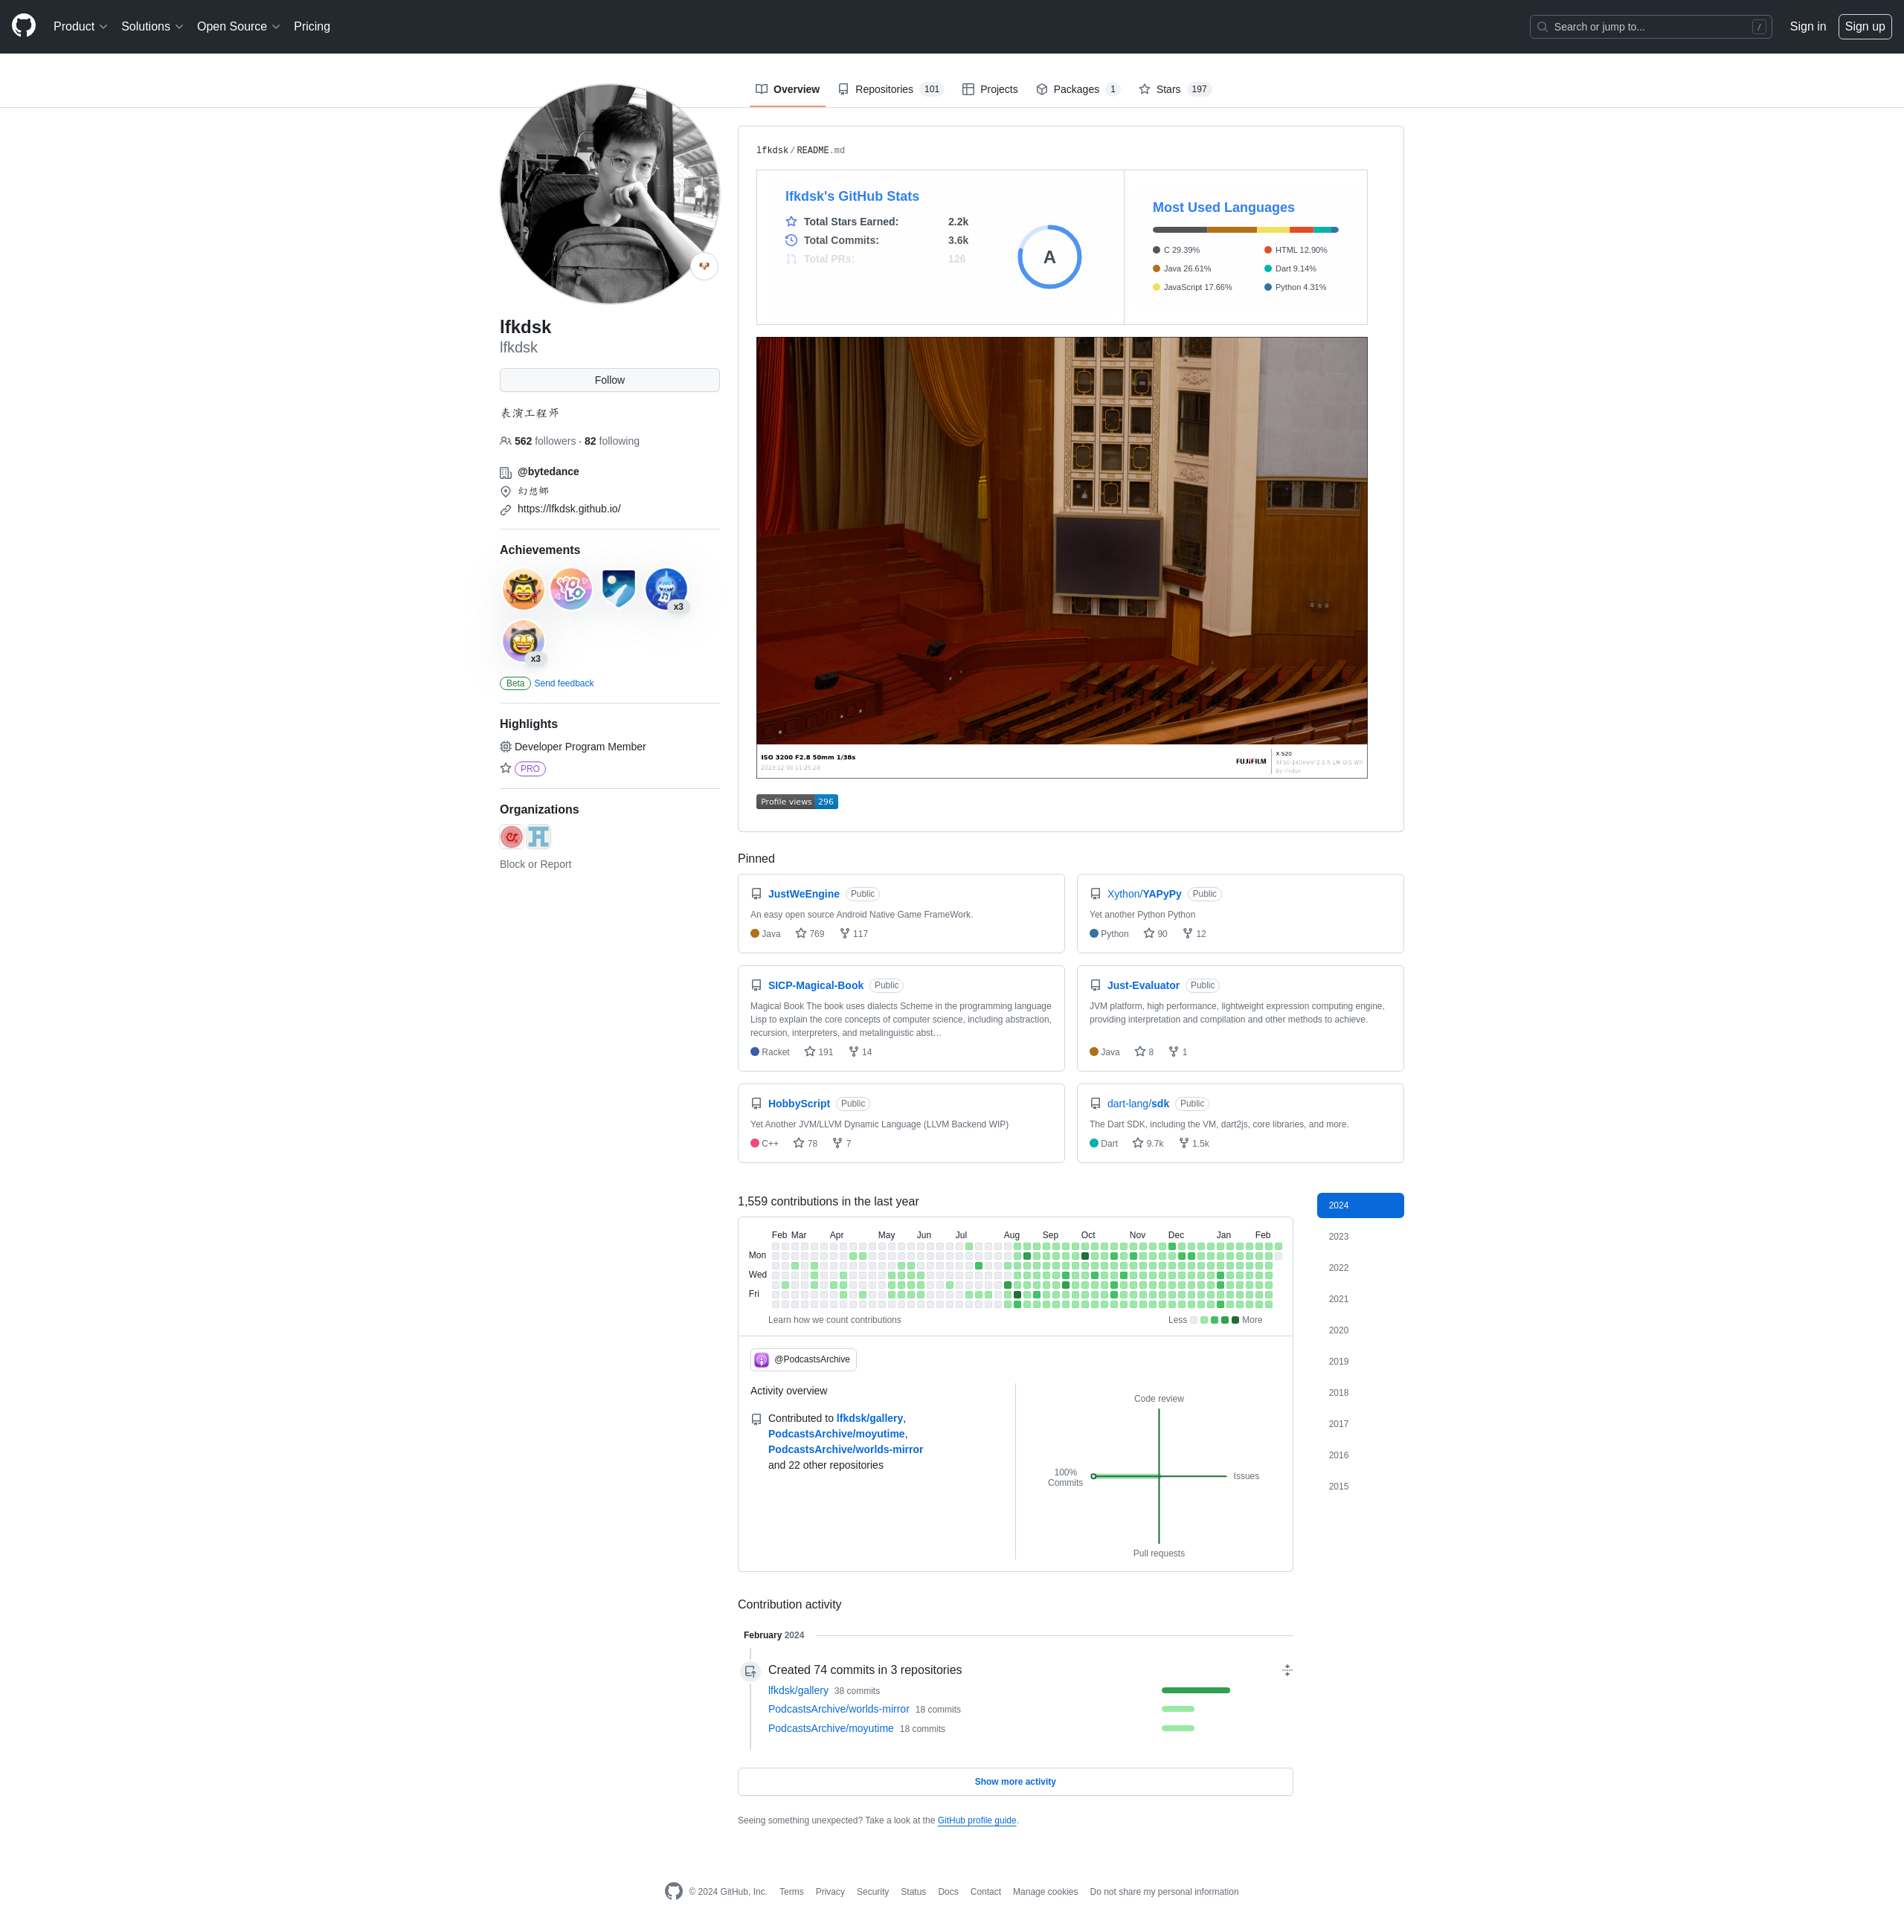 Product Solutions Open Source Pricing Search or jump to... / Sign in Sign up
Overview Repositories 101 Projects Packages 1 Stars 197
lfkdsk
lfkdsk
Follow
表演工程师
562 followers · 82 following
@bytedance
幻想乡
https://lfkdsk.github.io/
Achievements
YOLO
x3
x3
Beta Send feedback
Highlights
Developer Program Member
PRO
Organizations
Block or Report
lfkdsk/README.md
lfkdsk's GitHub Stats
Total Stars Earned: 2.2k
Total Commits: 3.6k
Total PRs: 126
A
Most Used Languages
C 29.39% HTML 12.90%
Java 26.61% Dart 9.14%
JavaScript 17.66% Python 4.31%
ISO 3200 F2.8 50mm 1/38s
FUJIFILM
X-S20
Profile views 296
Pinned
JustWeEngine Public
An easy open source Android Native Game FrameWork.
Java 769 117
Xython/YAPyPy Public
Yet another Python Python
Python 90 12
SICP-Magical-Book Public
Magical Book The book uses dialects Scheme in the programming language
Lisp to explain the core concepts of computer science, including abstraction,
recursion, interpreters, and metalinguistic abst…
Racket 191 14
Just-Evaluator Public
JVM platform, high performance, lightweight expression computing engine,
providing interpretation and compilation and other methods to achieve.
Java 8 1
HobbyScript Public
Yet Another JVM/LLVM Dynamic Language (LLVM Backend WIP)
C++ 78 7
dart-lang/sdk Public
The Dart SDK, including the VM, dart2js, core libraries, and more.
Dart 9.7k 1.5k
1,559 contributions in the last year
Feb Mar Apr May Jun Jul Aug Sep Oct Nov Dec Jan Feb
Mon
Wed
Fri
Learn how we count contributions Less More
@PodcastsArchive
Activity overview
Contributed to lfkdsk/gallery,
PodcastsArchive/moyutime,
PodcastsArchive/worlds-mirror
and 22 other repositories
Code review
100%
Commits
Issues
Pull requests
2024
2023
2022
2021
2020
2019
2018
2017
2016
2015
Contribution activity
February 2024
Created 74 commits in 3 repositories
lfkdsk/gallery 38 commits
PodcastsArchive/worlds-mirror 18 commits
PodcastsArchive/moyutime 18 commits
Show more activity
Seeing something unexpected? Take a look at the GitHub profile guide.
© 2024 GitHub, Inc. Terms Privacy Security Status Docs Contact Manage cookies Do not share my personal information